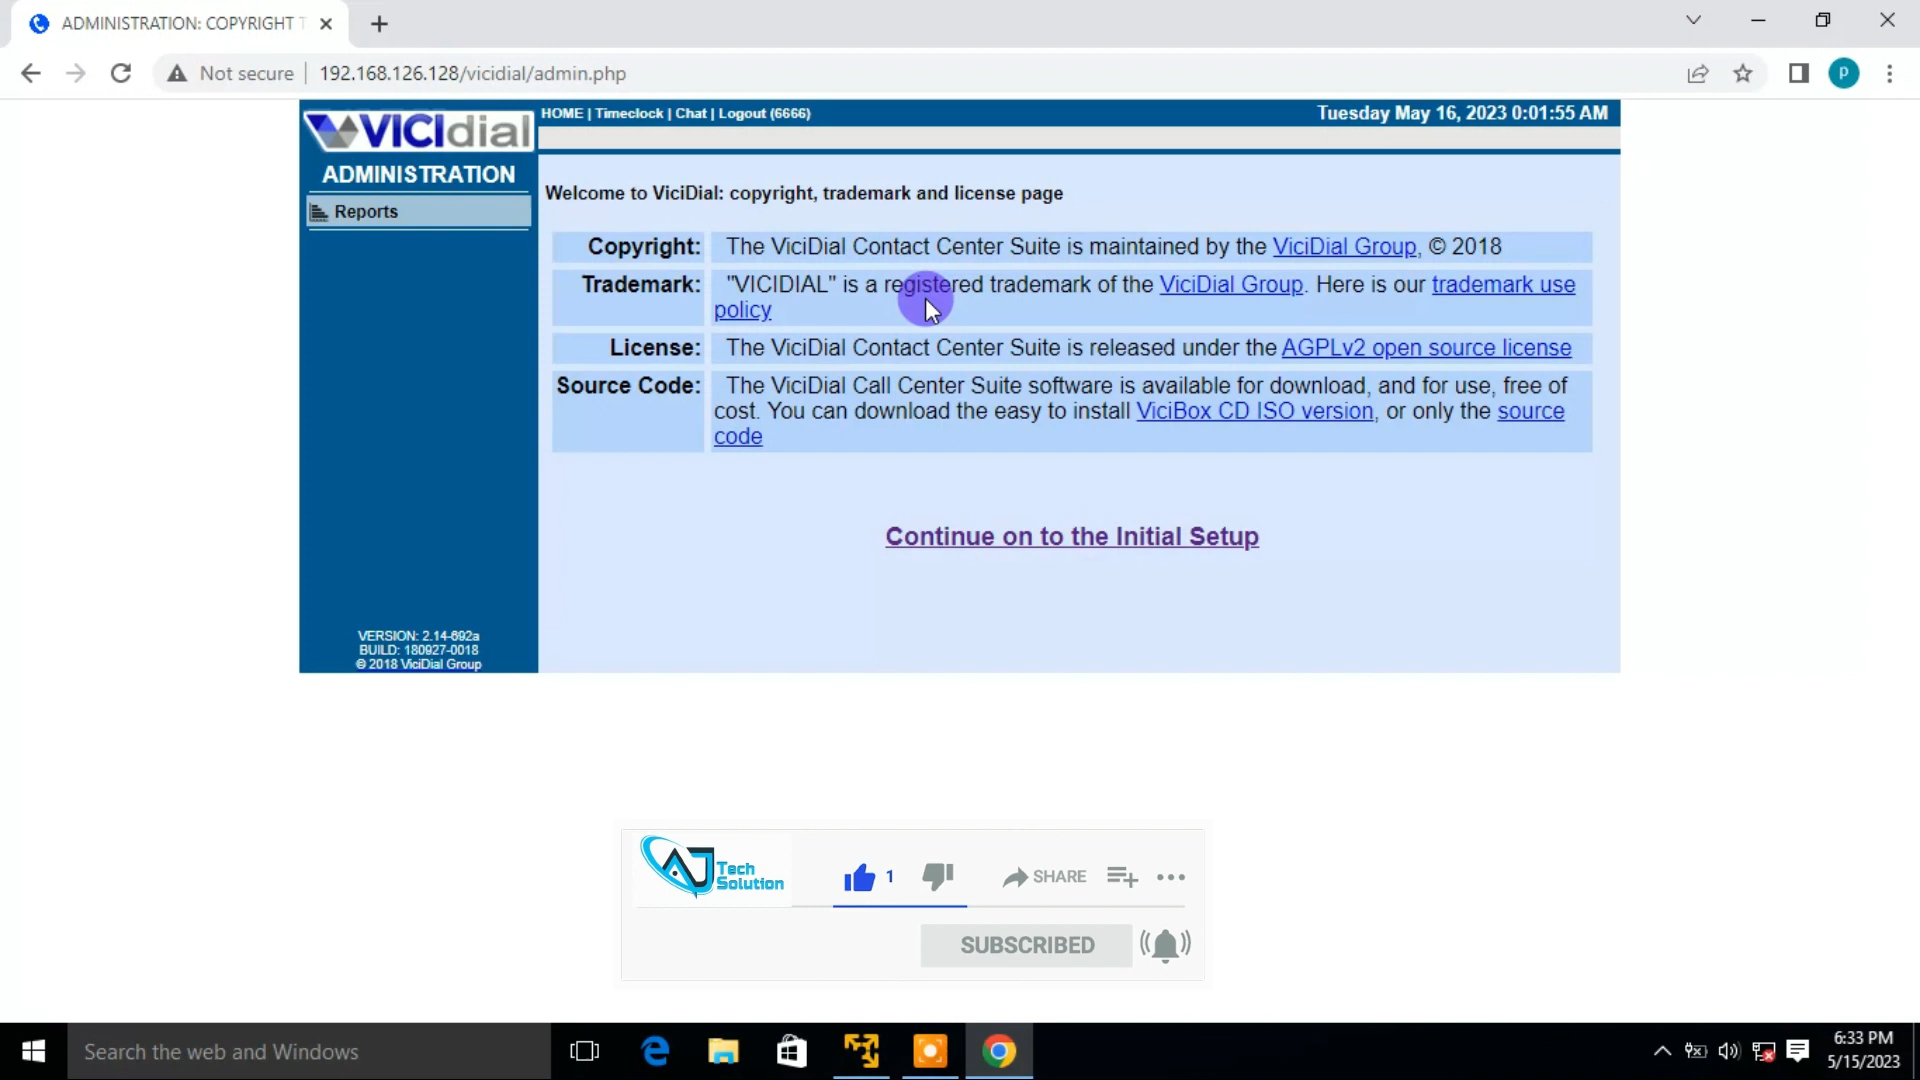 ADMINISTRATION: COPYRIGHT T
Not secure
192.168.126.128/vicidial/admin.php
P
VICIdial
HOME | Timeclock | Chat | Logout (6666)
Tuesday May 16, 2023 0:01:55 AM
ADMINISTRATION
Reports
Welcome to ViciDial: copyright, trademark and license page
Copyright: The ViciDial Contact Center Suite is maintained by the ViciDial Group, © 2018
Trademark: "VICIDIAL" is a registered trademark of the ViciDial Group. Here is our trademark use
policy
License: The ViciDial Contact Center Suite is released under the AGPLv2 open source license
Source Code: The ViciDial Call Center Suite software is available for download, and for use, free of
cost. You can download the easy to install ViciBox CD ISO version, or only the source
code
Continue on to the Initial Setup
VERSION: 2.14-692a
BUILD: 180927-0018
© 2018 ViciDial Group
AJ Tech
Solution
1
SHARE
SUBSCRIBED
Search the web and Windows
6:33 PM
5/15/2023